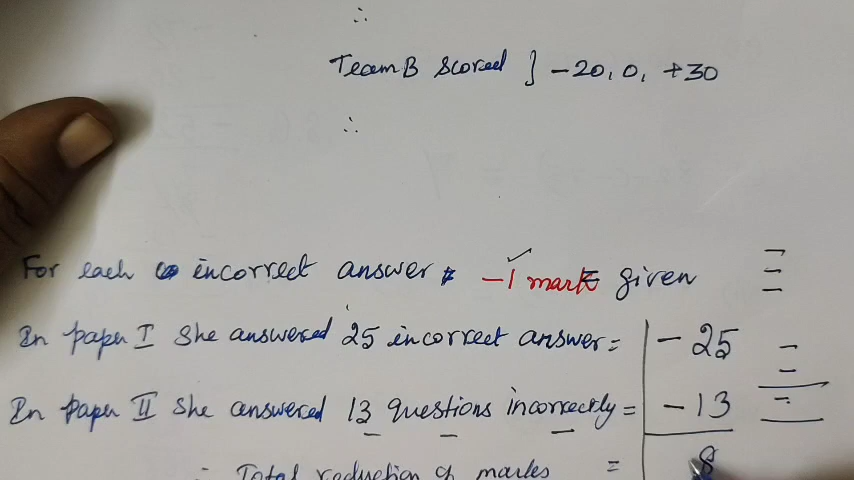 ∴
Team B Scored } -20, 0, +30
∴
For each incorrect answer -1 mark given
In paper I She answered 25 incorrect answer = -25
In paper II She answered 13 questions incorrectly = -13
∴ Total reduction of marks = 8